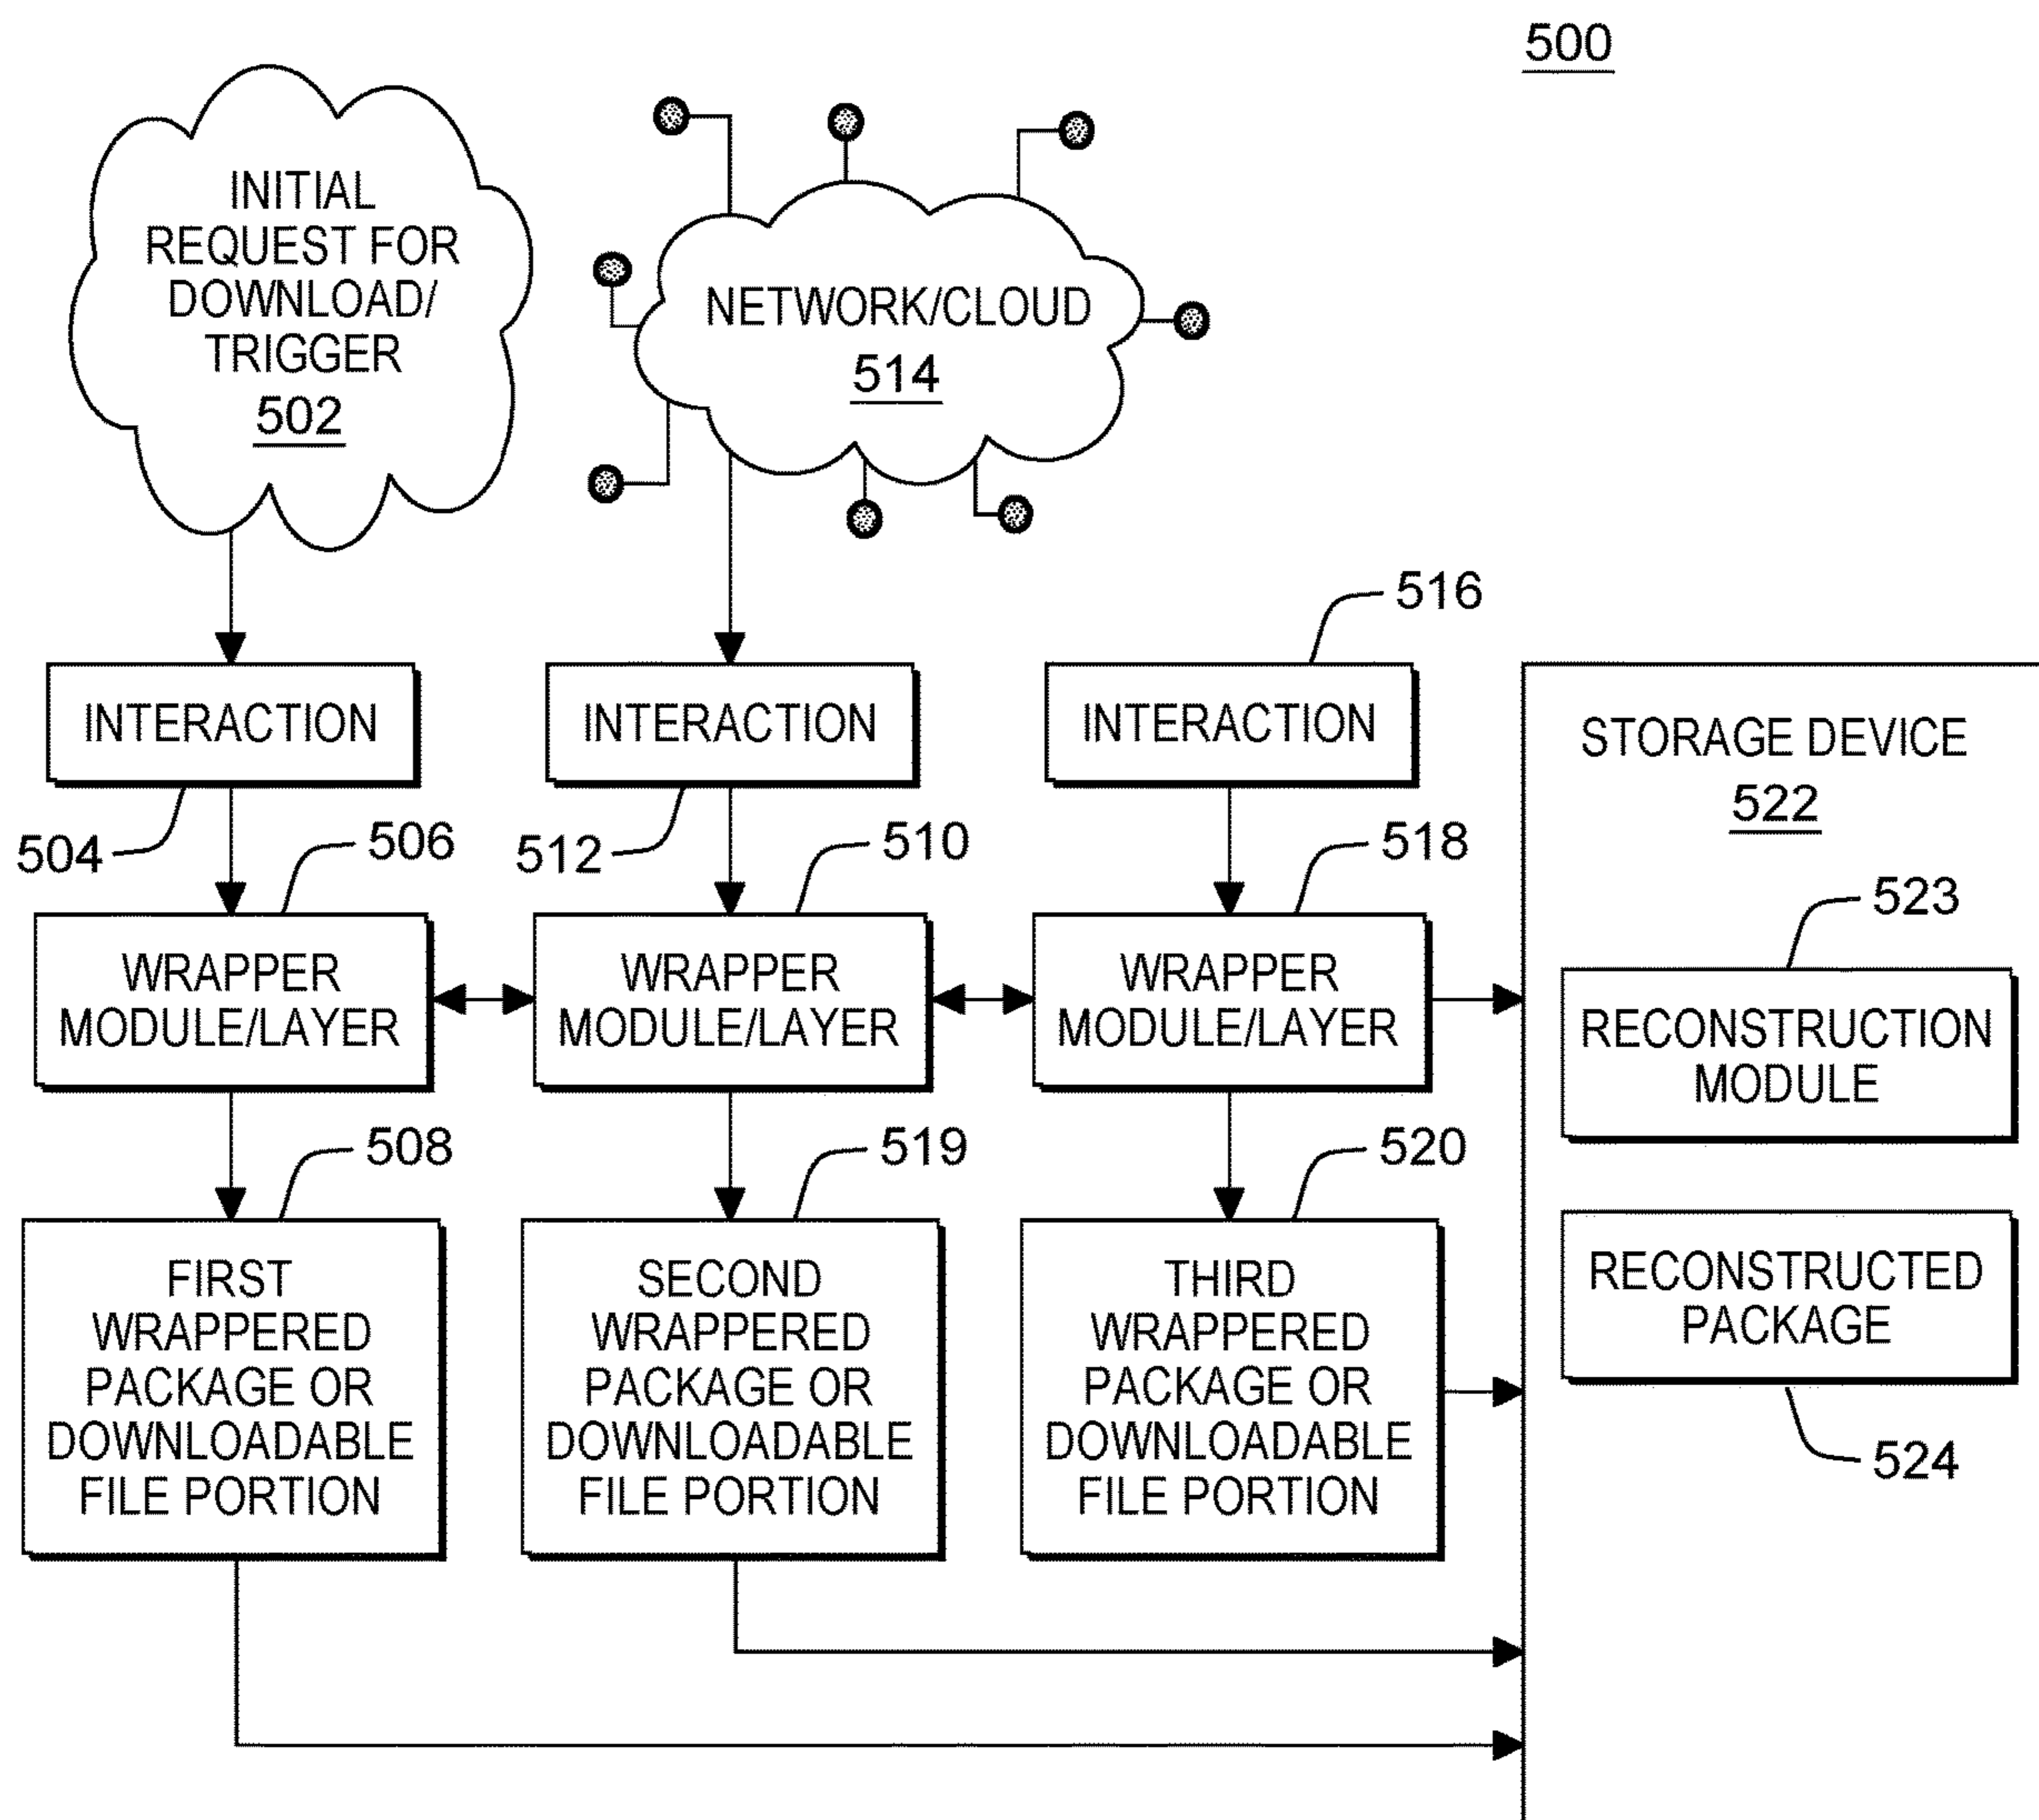 500
INITIAL
REQUEST FOR
DOWNLOAD/
TRIGGER
502
NETWORK/CLOUD
514
516
INTERACTION
INTERACTION
INTERACTION
STORAGE DEVICE
522
504
506
512
510
518
523
WRAPPER
MODULE/LAYER
WRAPPER
MODULE/LAYER
WRAPPER
MODULE/LAYER
RECONSTRUCTION
MODULE
508
519
520
FIRST
WRAPPERED
PACKAGE OR
DOWNLOADABLE
FILE PORTION
SECOND
WRAPPERED
PACKAGE OR
DOWNLOADABLE
FILE PORTION
THIRD
WRAPPERED
PACKAGE OR
DOWNLOADABLE
FILE PORTION
RECONSTRUCTED
PACKAGE
524